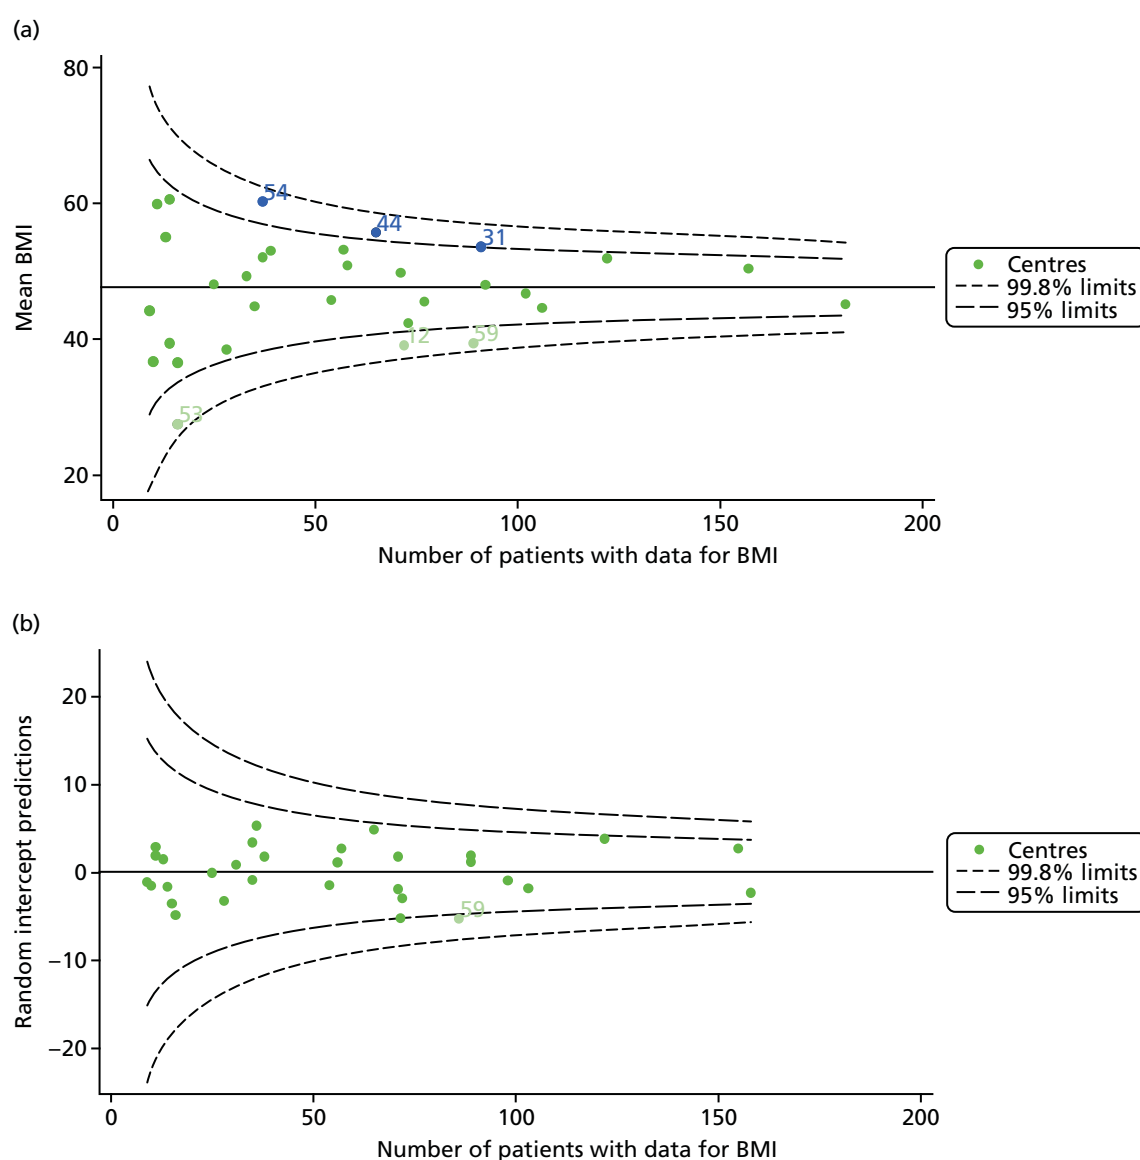 (a)
80
60
40
20
Mean BMI
54
44
31
12
59
53
0 50 100 150 200
Number of patients with data for BMI
Centres
99.8% limits
95% limits
(b)
20
10
0
−10
−20
Random intercept predictions
59
0 50 100 150 200
Number of patients with data for BMI
Centres
99.8% limits
95% limits